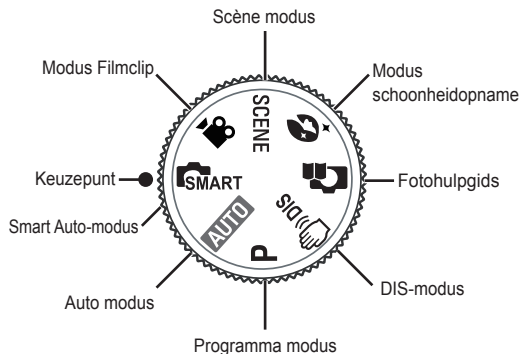 Scène modus
Modus Filmclip
Modus
schoonheidopname
SCENE
Keuzepunt
SMART
Fotohulpgids
Smart Auto-modus
AUTO
DIS
P
Auto modus
DIS-modus
Programma modus